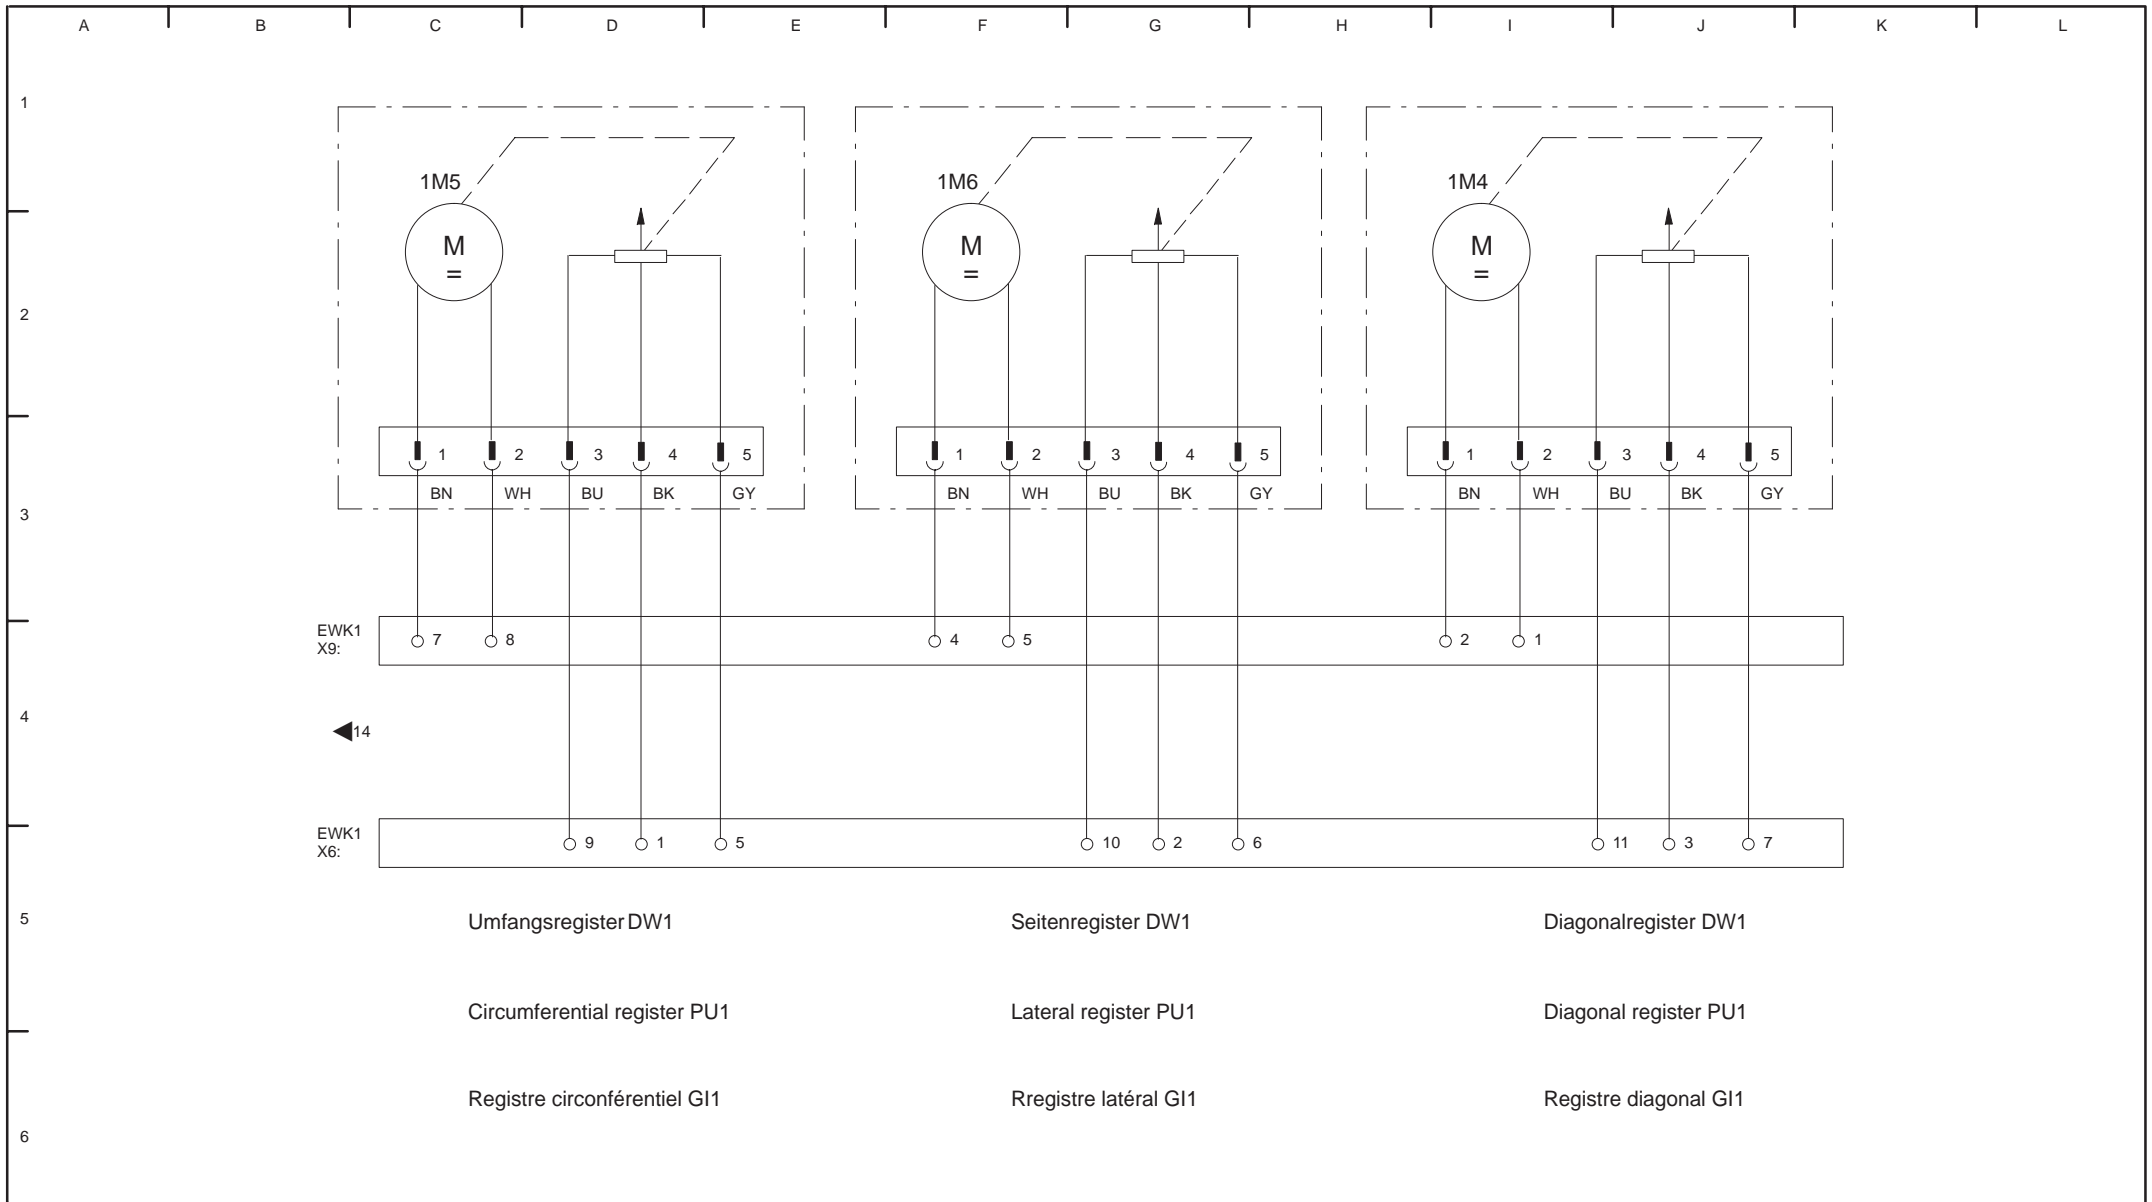 A B C D E F G H I J K L
1
1M5 1M6 1M4
M M M
= = =
2
1 2 3 4 5 1 2 3 4 5 1 2 3 4 5
BN WH BU BK GY BN WH BU BK GY BN WH BU BK GY
3
EWK1
X9:
7 8 4 5 2 1
4
14
EWK1
X6:
9 1 5 10 2 6 11 3 7
5
Umfangsregister DW1 Seitenregister DW1 Diagonalregister DW1
Circumferential register PU1 Lateral register PU1 Diagonal register PU1
Registre circonférentiel GI1 Rregistre latéral GI1 Registre diagonal GI1
6